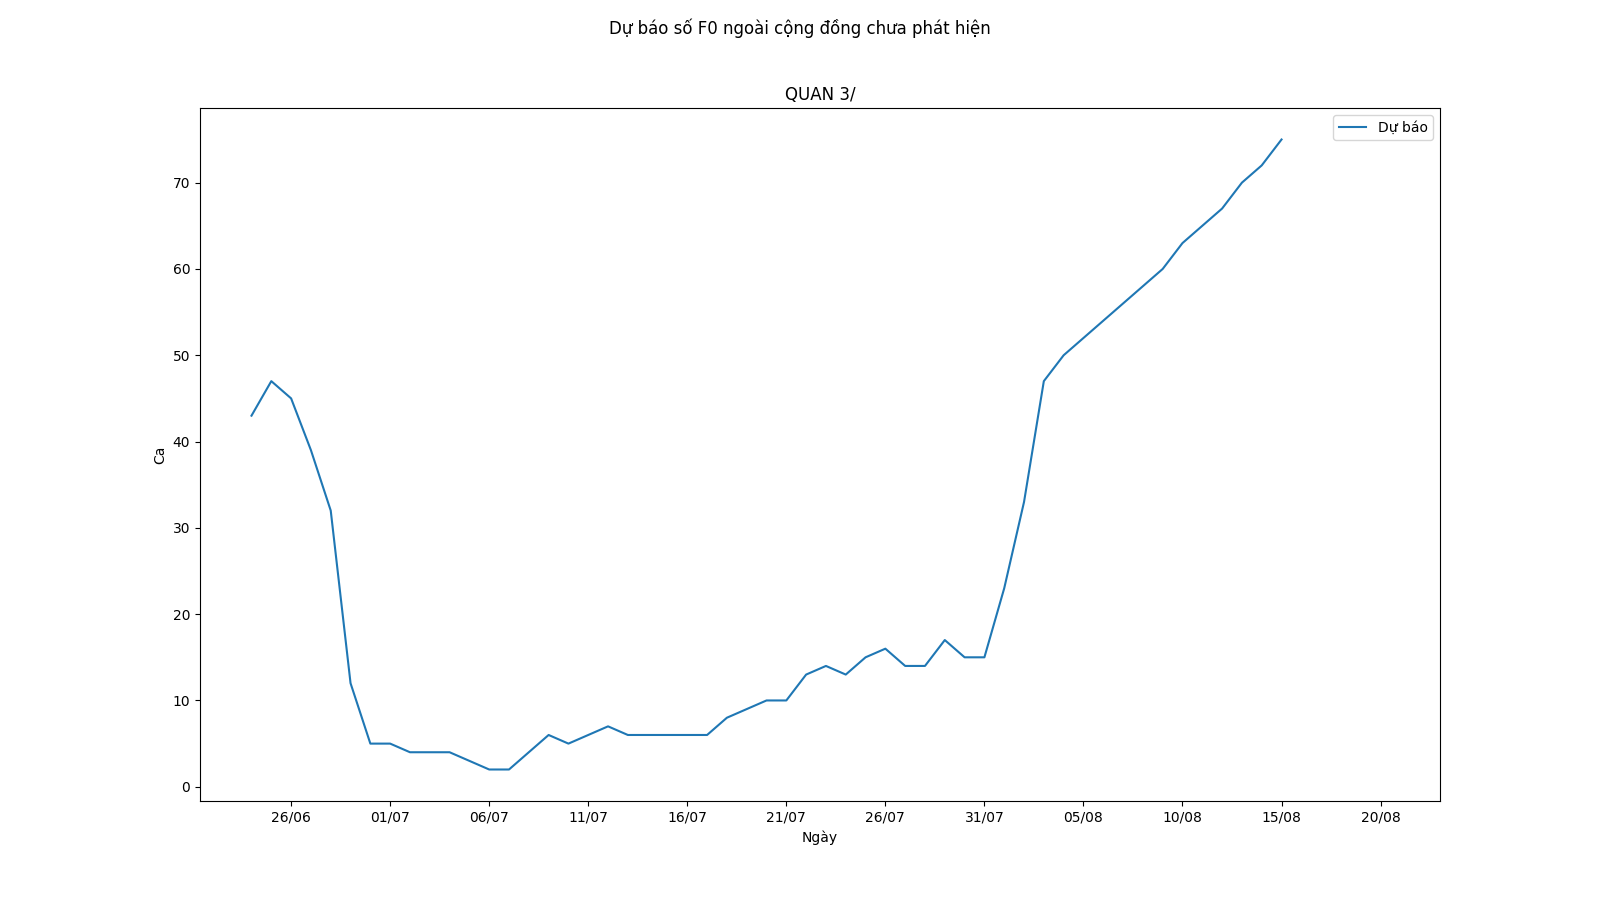 Dự báo số F0 ngoài cộng đồng chưa phát hiện
QUAN 3/
Dự báo
70
60
50
40
30
20
10
0
Ca
26/06 01/07 06/07 11/07 16/07 21/07 26/07 31/07 05/08 10/08 15/08 20/08
Ngày